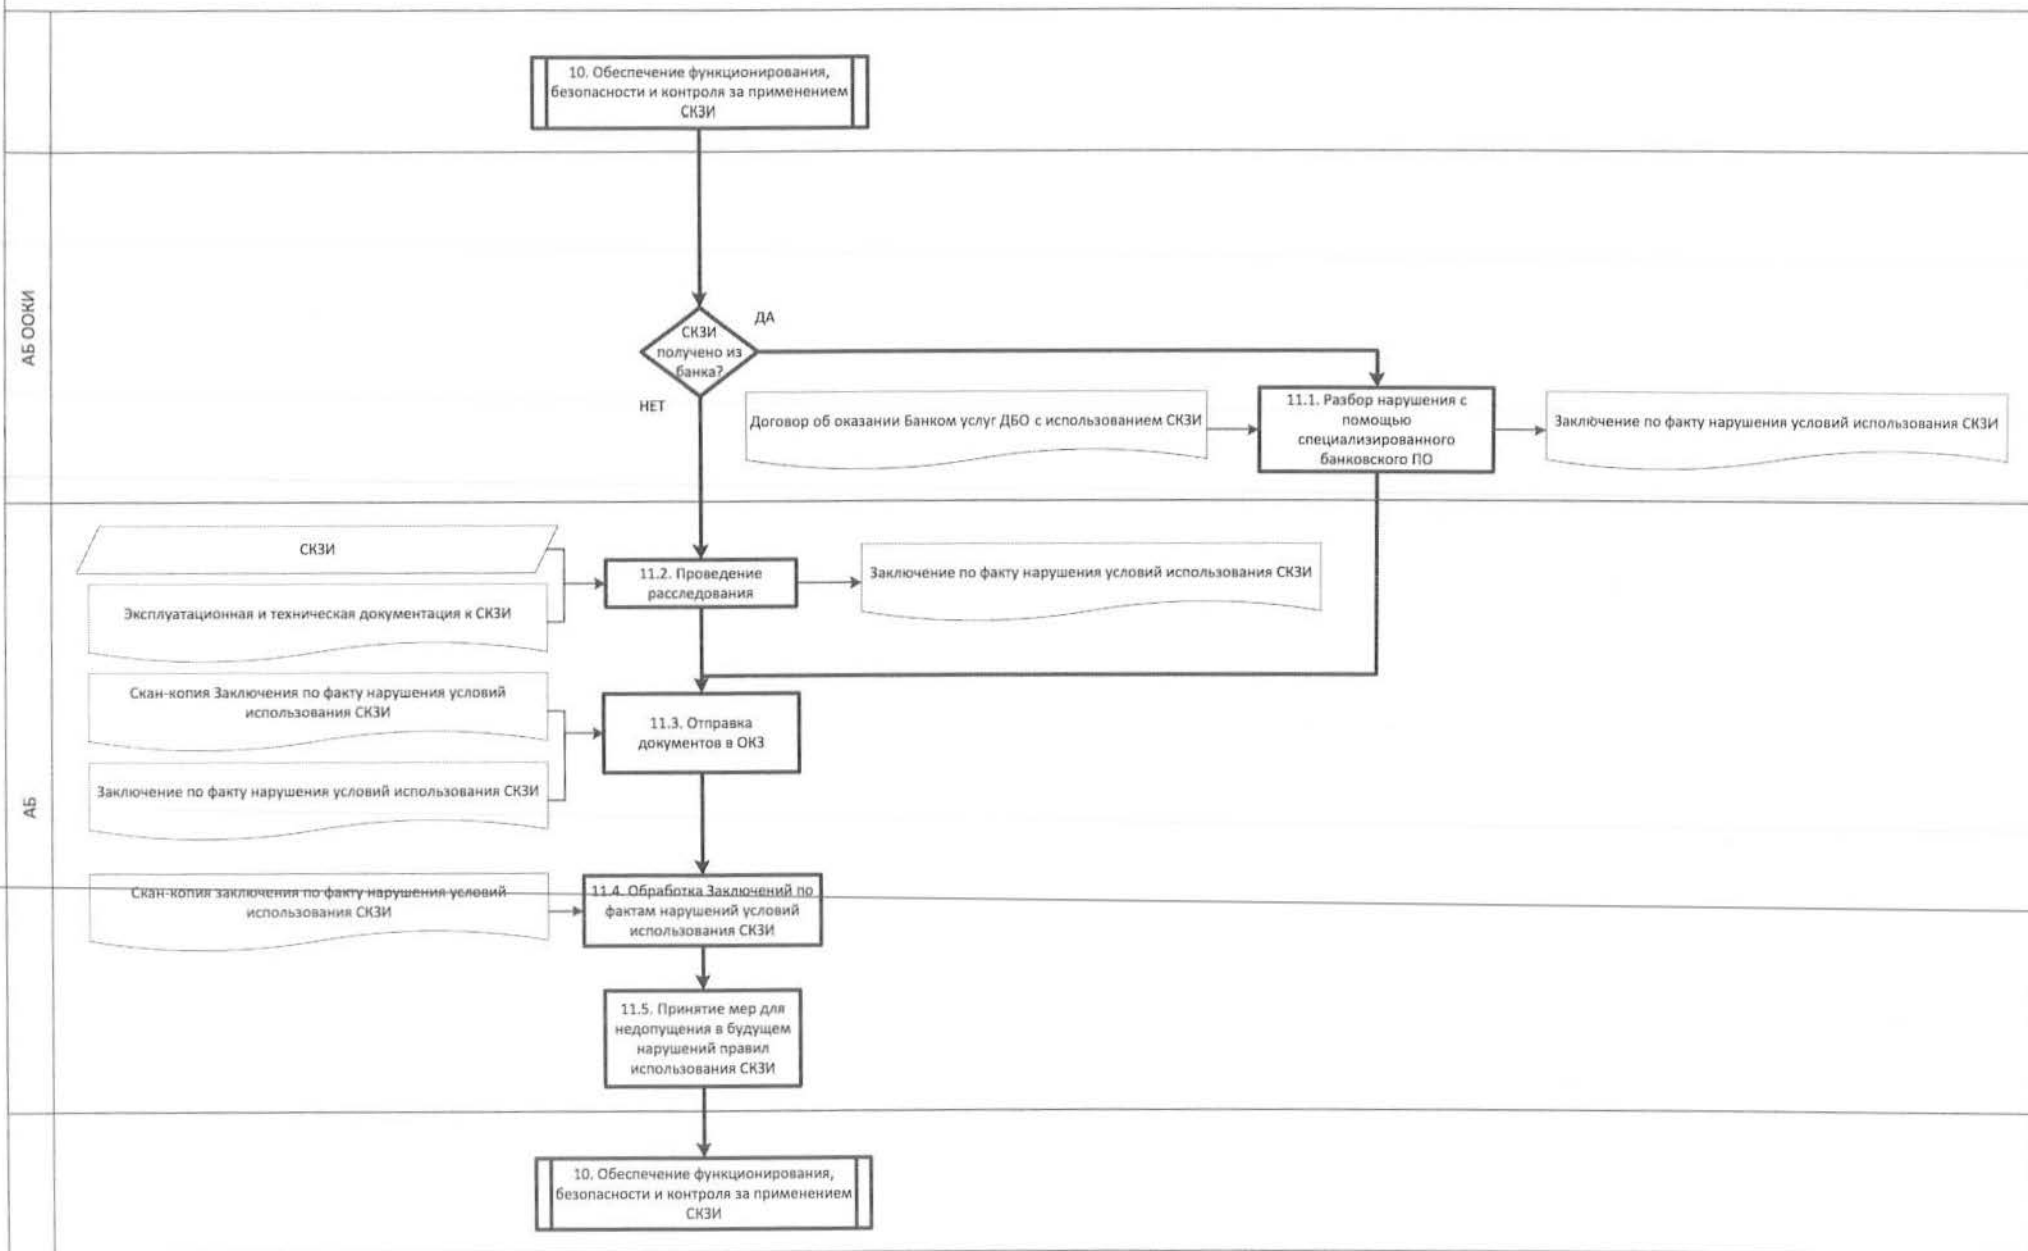 10. Обеспечение функционирования,
безопасности и контроля за применением
СКЗИ
АБ ООКИ
СКЗИ
получено из
банка?
ДА
НЕТ
Договор об оказании Банком услуг ДБО с использованием СКЗИ
11.1. Разбор нарушения с
помощью
специализированного
банковского ПО
Заключение по факту нарушения условий использования СКЗИ
АБ
СКЗИ
Эксплуатационная и техническая документация к СКЗИ
11.2. Проведение
расследования
Заключение по факту нарушения условий использования СКЗИ
Скан-копия Заключения по факту нарушения условий
использования СКЗИ
Заключение по факту нарушения условий использования СКЗИ
11.3. Отправка
документов в ОКЗ
Скан-копия заключения по факту нарушения условий
использования СКЗИ
11.4. Обработка Заключений по
фактам нарушений условий
использования СКЗИ
11.5. Принятие мер для
недопущения в будущем
нарушений правил
использования СКЗИ
10. Обеспечение функционирования,
безопасности и контроля за применением
СКЗИ